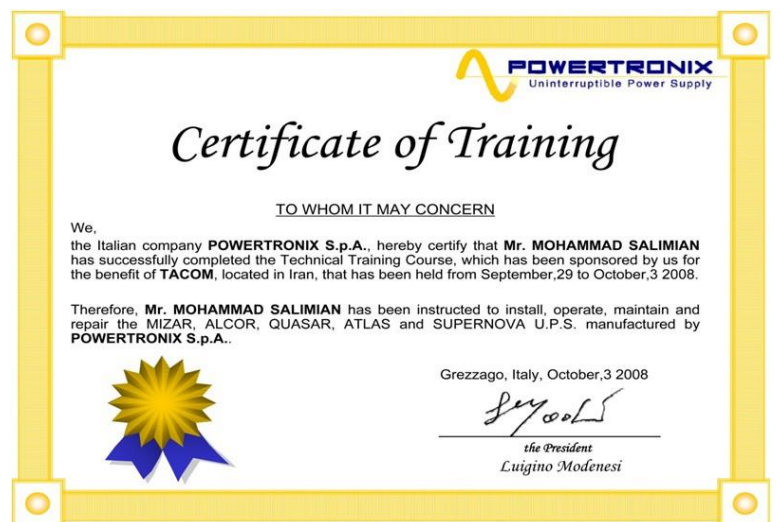 POWERTRONIX
Uninterruptible Power Supply
Certificate of Training
TO WHOM IT MAY CONCERN
We,
the Italian company POWERTRONIX S.p.A., hereby certify that Mr. MOHAMMAD SALIMIAN
has successfully completed the Technical Training Course, which has been sponsored by us for
the benefit of TACOM, located in Iran, that has been held from September,29 to October,3 2008.
Therefore, Mr. MOHAMMAD SALIMIAN has been instructed to install, operate, maintain and
repair the MIZAR, ALCOR, QUASAR, ATLAS and SUPERNOVA U.P.S. manufactured by
POWERTRONIX S.p.A..
Grezzago, Italy, October,3 2008
the President
Luigino Modenesi